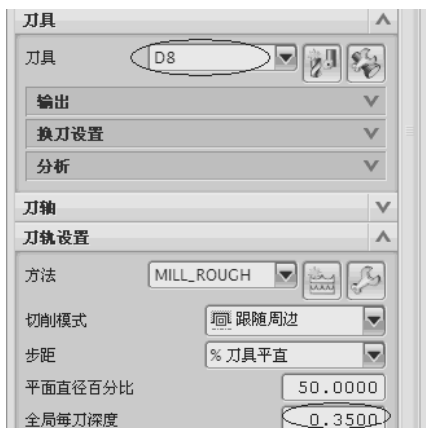 刀具
刀具 D8
输出
换刀设置
分析
刀轴
刀轨设置
方法 MILL_ROUGH
切削模式 跟随周边
步距 % 刀具平直
平面直径百分比 50.0000
全局每刀深度 0.3500